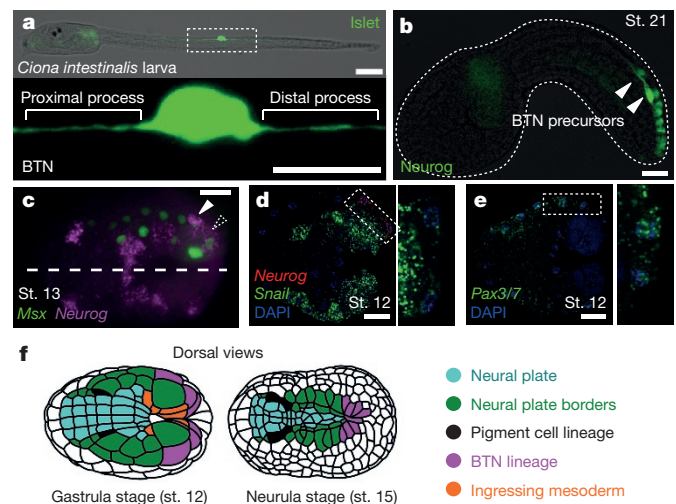 a
Islet
Ciona intestinalis larva
Proximal process
Distal process
BTN
b
St. 21
BTN precursors
Neurog
c
St. 13
Msx Neurog
d
Neurog
Snail
DAPI
St. 12
e
Pax3/7
DAPI
St. 12
f
Dorsal views
Gastrula stage (st. 12)
Neurula stage (st. 15)
Neural plate
Neural plate borders
Pigment cell lineage
BTN lineage
Ingressing mesoderm